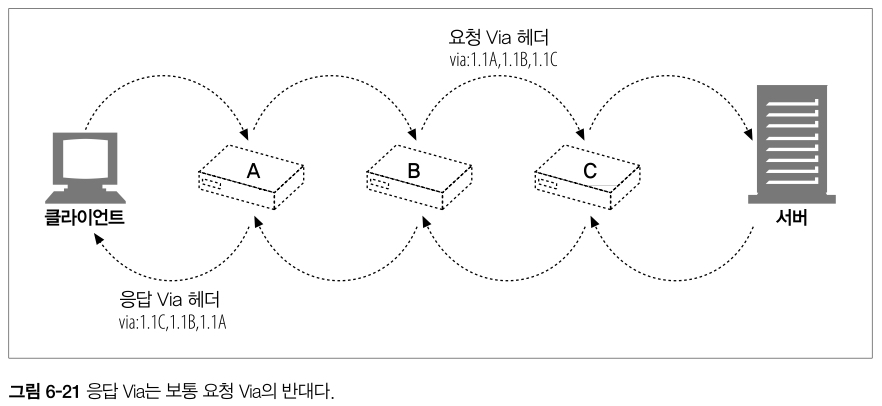 요청 Via 헤더
via:1.1A,1.1B,1.1C
A
B
C
클라이언트
서버
응답 Via 헤더
via:1.1C,1.1B,1.1A
그림 6-21 응답 Via는 보통 요청 Via의 반대다.